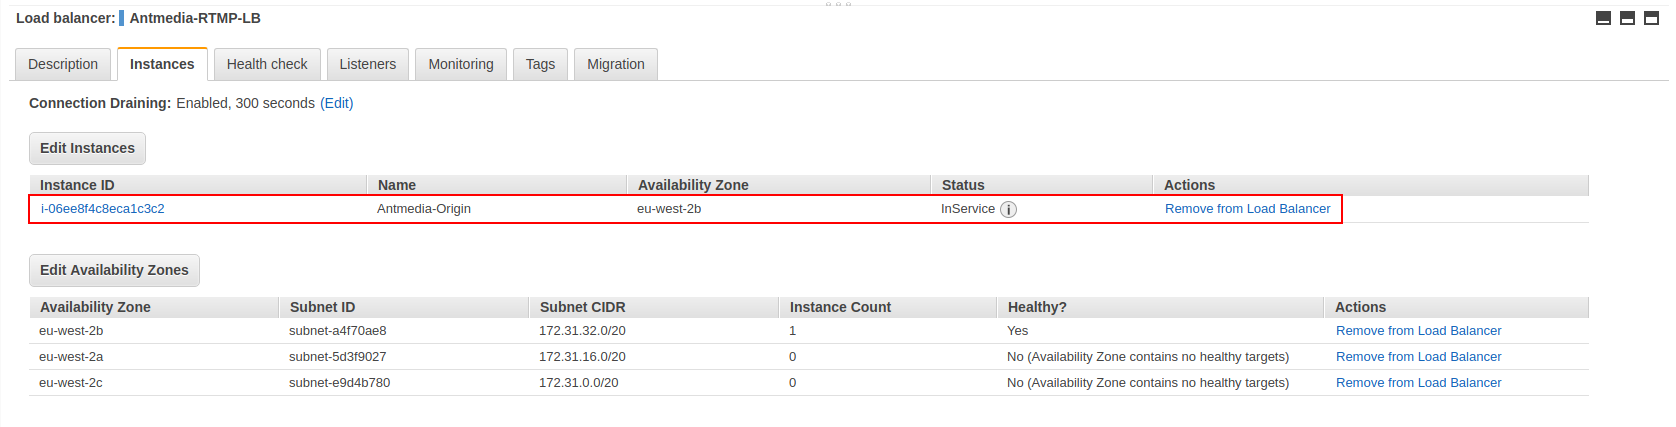 Load balancer: Antmedia-RTMP-LB
Description Instances Health check Listeners Monitoring Tags Migration
Connection Draining: Enabled, 300 seconds (Edit)
Edit Instances
Instance ID Name Availability Zone Status Actions
i-06ee8f4c8eca1c3c2 Antmedia-Origin eu-west-2b InService i Remove from Load Balancer
Edit Availability Zones
Availability Zone Subnet ID Subnet CIDR Instance Count Healthy? Actions
eu-west-2b subnet-a4f70ae8 172.31.32.0/20 1 Yes Remove from Load Balancer
eu-west-2a subnet-5d3f9027 172.31.16.0/20 0 No (Availability Zone contains no healthy targets) Remove from Load Balancer
eu-west-2c subnet-e9d4b780 172.31.0.0/20 0 No (Availability Zone contains no healthy targets) Remove from Load Balancer